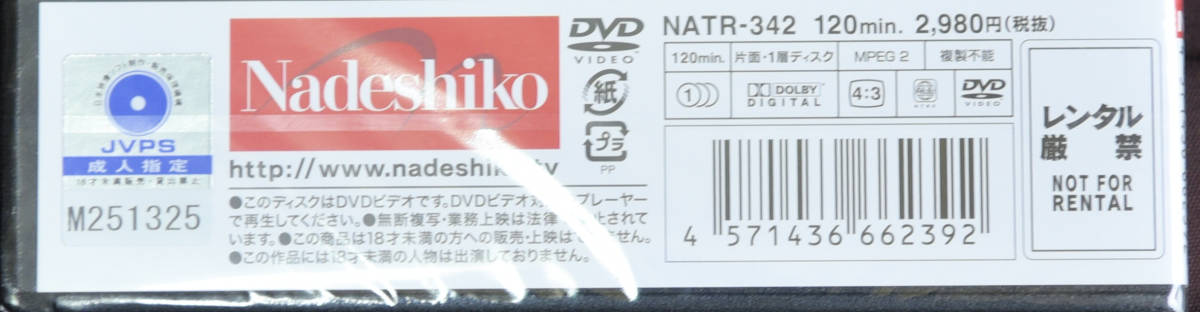 日本映像ソフト制作・販売倫理機構
JVPS
成人指定
18才未満販売・貸出禁止
M251325
Nadeshiko
http://www.nadeshiko.tv
●このディスクはDVDビデオです。DVDビデオ対 プレーヤー
で再生してください。●無断複写・業務上映は法律 止されて
います。●この商品は18才未満の方への販売・上映は ません。
●この作品には18才未満の人物は出演しておりません。
DVD
VIDEO
紙
プラ
PP
NATR-342 120min. 2,980円(税抜)
120min. 片面・1層ディスク MPEG 2 複製不能
1 DOLBY DIGITAL 4:3 DVD VIDEO
4 571436 662392
レンタル
厳禁
NOT FOR
RENTAL